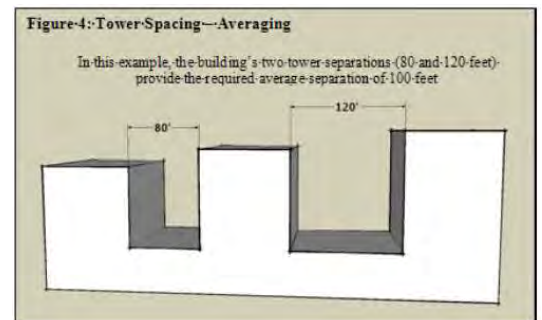 Figure 4: Tower Spacing — Averaging
In this example, the building's two tower separations (80 and 120 feet)
provide the required average separation of 100 feet
80'
120'